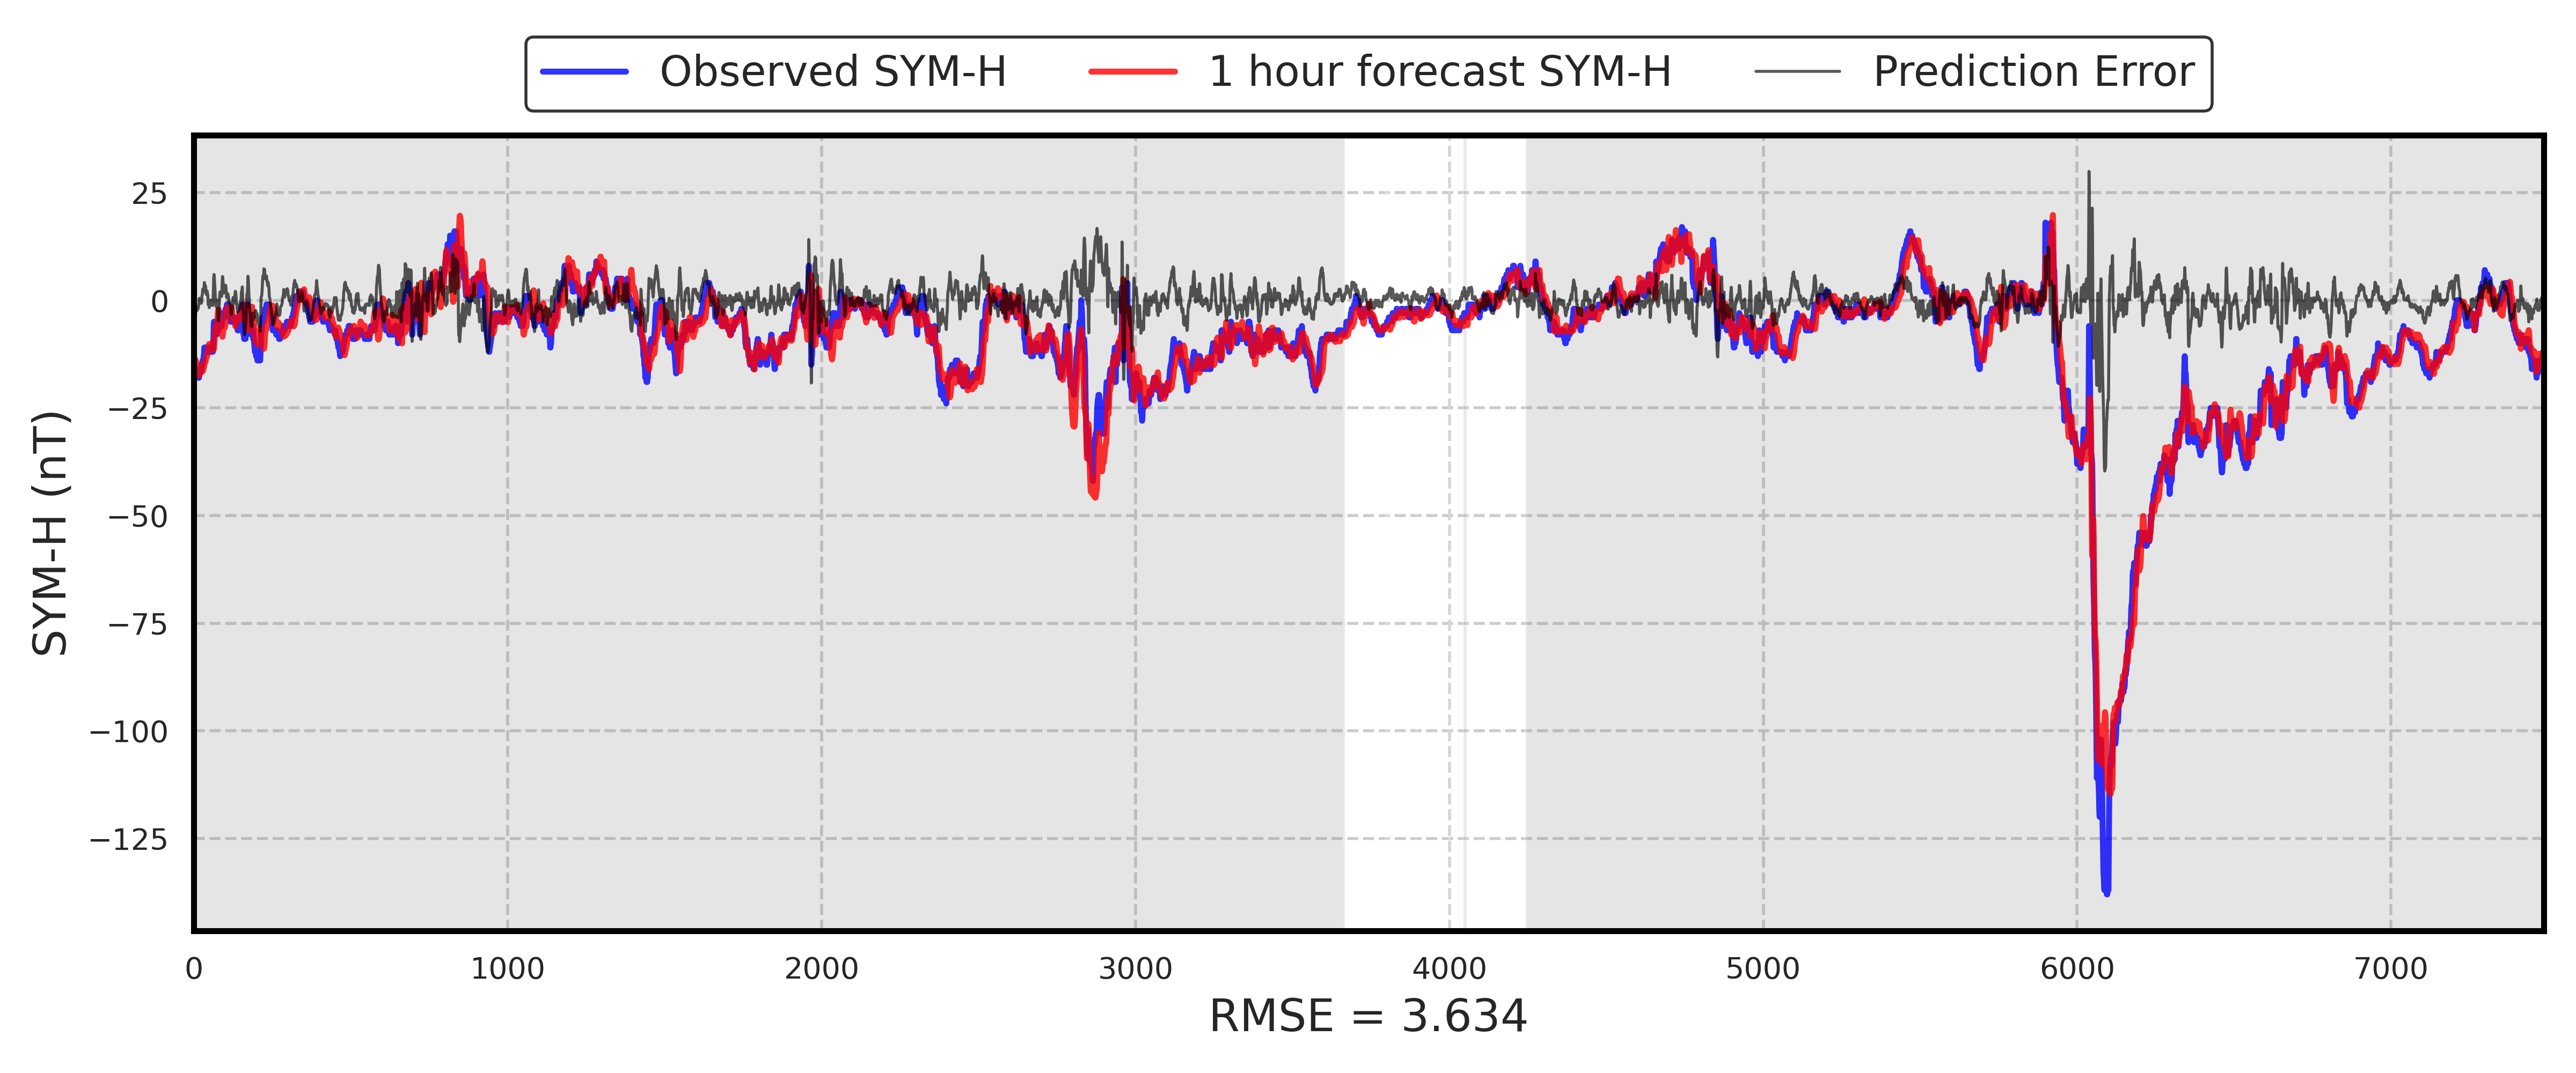 Observed SYM-H 1 hour forecast SYM-H Prediction Error
SYM-H (nT)
25
0
−25
−50
−75
−100
−125
0 1000 2000 3000 4000 5000 6000 7000
RMSE = 3.634